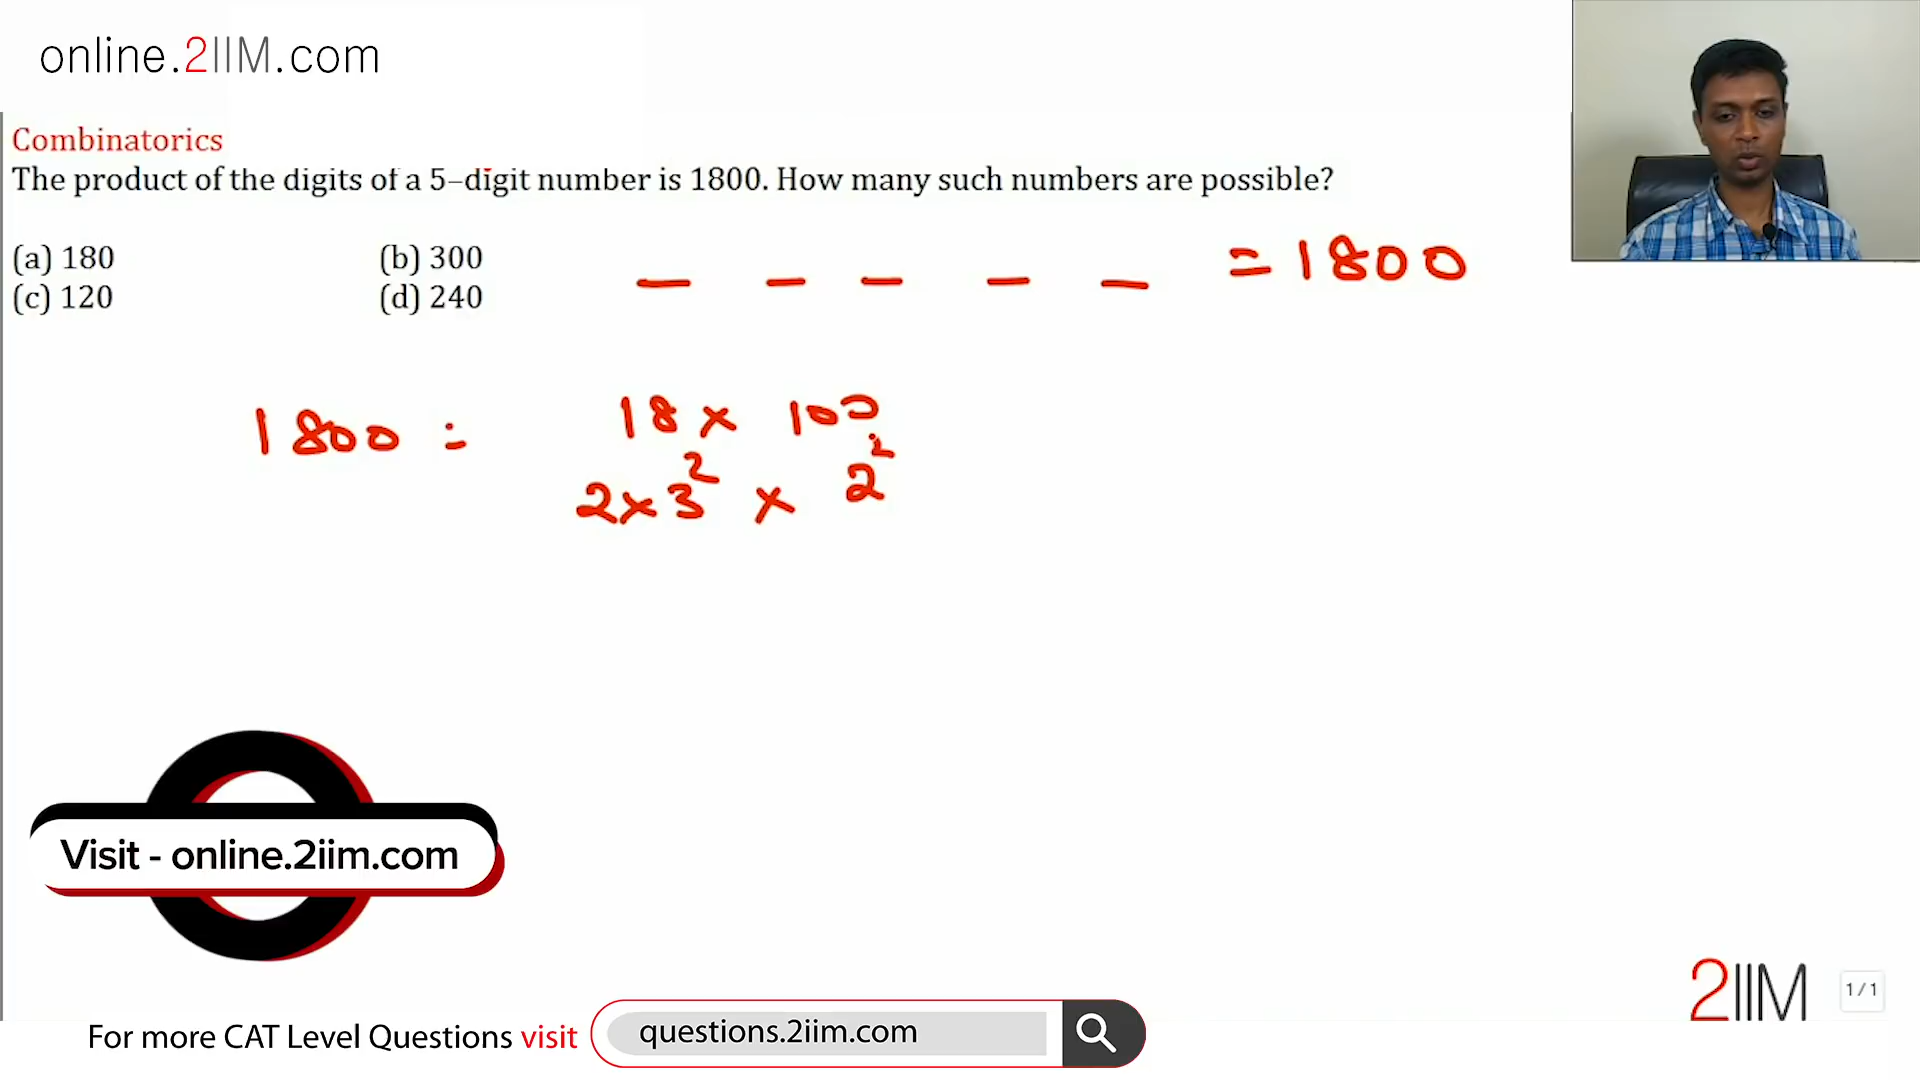 online.2IIM.com
Combinatorics
The product of the digits of a 5–digit number is 1800. How many such numbers are possible?
(a) 180 (b) 300
(c) 120 (d) 240
_ _ _ _ _ = 1800
1800 = 18 x 100
2 x 3² x 2²
Visit - online.2iim.com
2IIM
1 / 1
For more CAT Level Questions visit questions.2iim.com